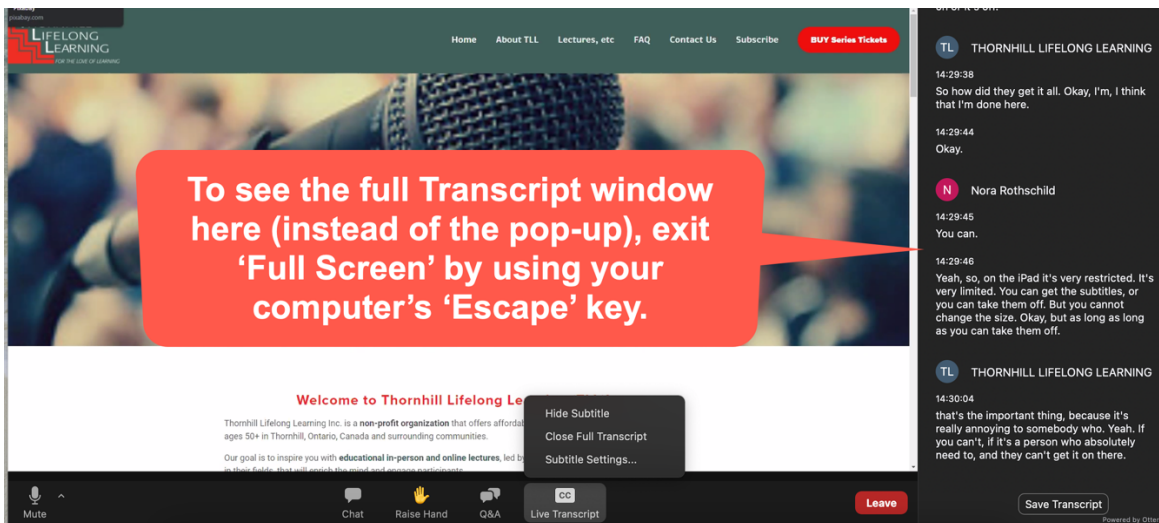 pixabay.com
LIFELONG
LEARNING
FOR THE LOVE OF LEARNING
Home About TLL Lectures, etc FAQ Contact Us Subscribe BUY Series Tickets
To see the full Transcript window
here (instead of the pop-up), exit
‘Full Screen’ by using your
computer’s ‘Escape’ key.
Welcome to Thornhill Lifelong Le
Thornhill Lifelong Learning Inc. is a non-profit organization that offers affordab
ages 50+ in Thornhill, Ontario, Canada and surrounding communities.
Our goal is to inspire you with educational in-person and online lectures, led by
in their fields, that will enrich the mind and engage participants
Hide Subtitle
Close Full Transcript
Subtitle Settings...
Mute
Chat
Raise Hand
Q&A
CC
Live Transcript
Leave
on or it's off.
TL THORNHILL LIFELONG LEARNING
14:29:38
So how did they get it all. Okay, I'm, I think
that I'm done here.
14:29:44
Okay.
N Nora Rothschild
14:29:45
You can.
14:29:46
Yeah, so, on the iPad it's very restricted. It's
very limited. You can get the subtitles, or
you can take them off. But you cannot
change the size. Okay, but as long as long
as you can take them off.
TL THORNHILL LIFELONG LEARNING
14:30:04
that's the important thing, because it's
really annoying to somebody who. Yeah. If
you can't, if it's a person who absolutely
need to, and they can't get it on there.
Save Transcript
Powered by Otter